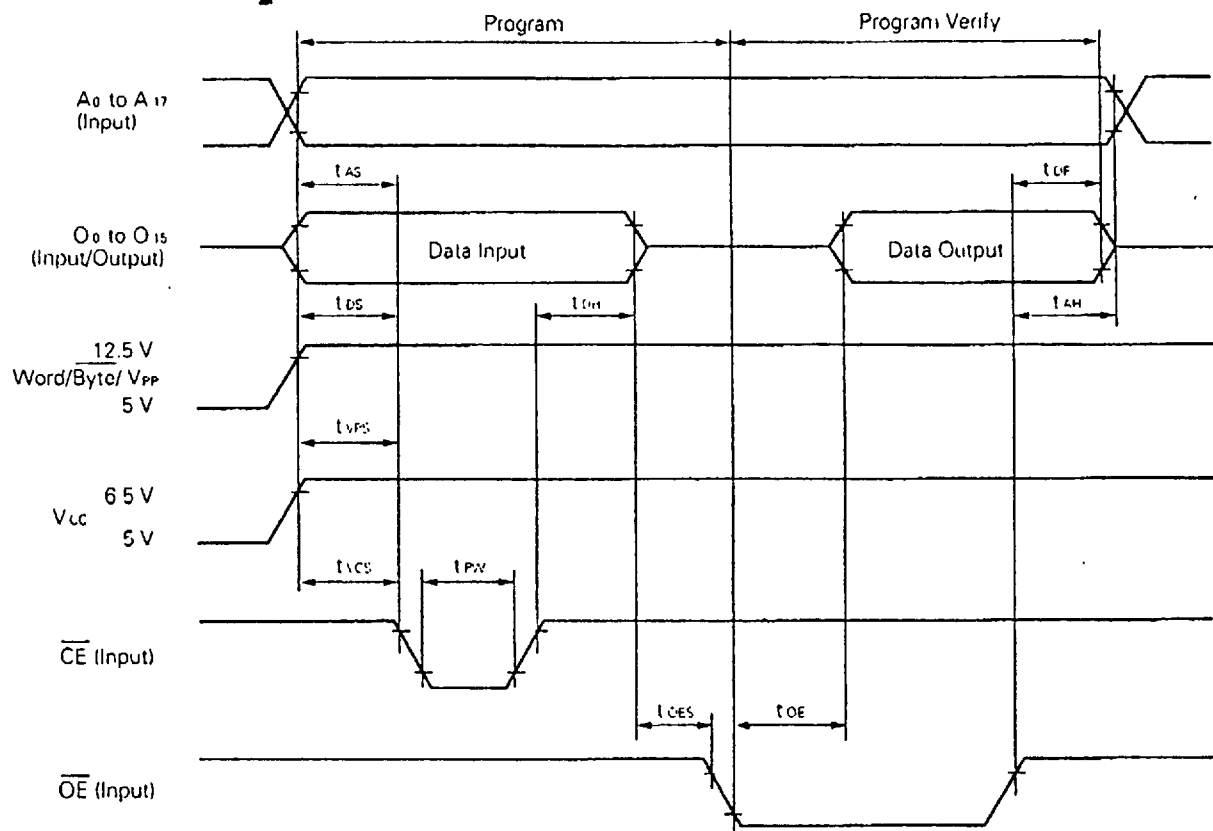 Program
Program Verify
A0 to A17
(Input)
tAS
tDF
O0 to O15
(Input/Output)
Data Input
Data Output
tDS
tDH
tAH
12.5 V
Word/Byte/ VPP
5 V
tVPS
6 5 V
VCC
5 V
tVCS
tPW
CE (Input)
tOES
tOE
OE (Input)